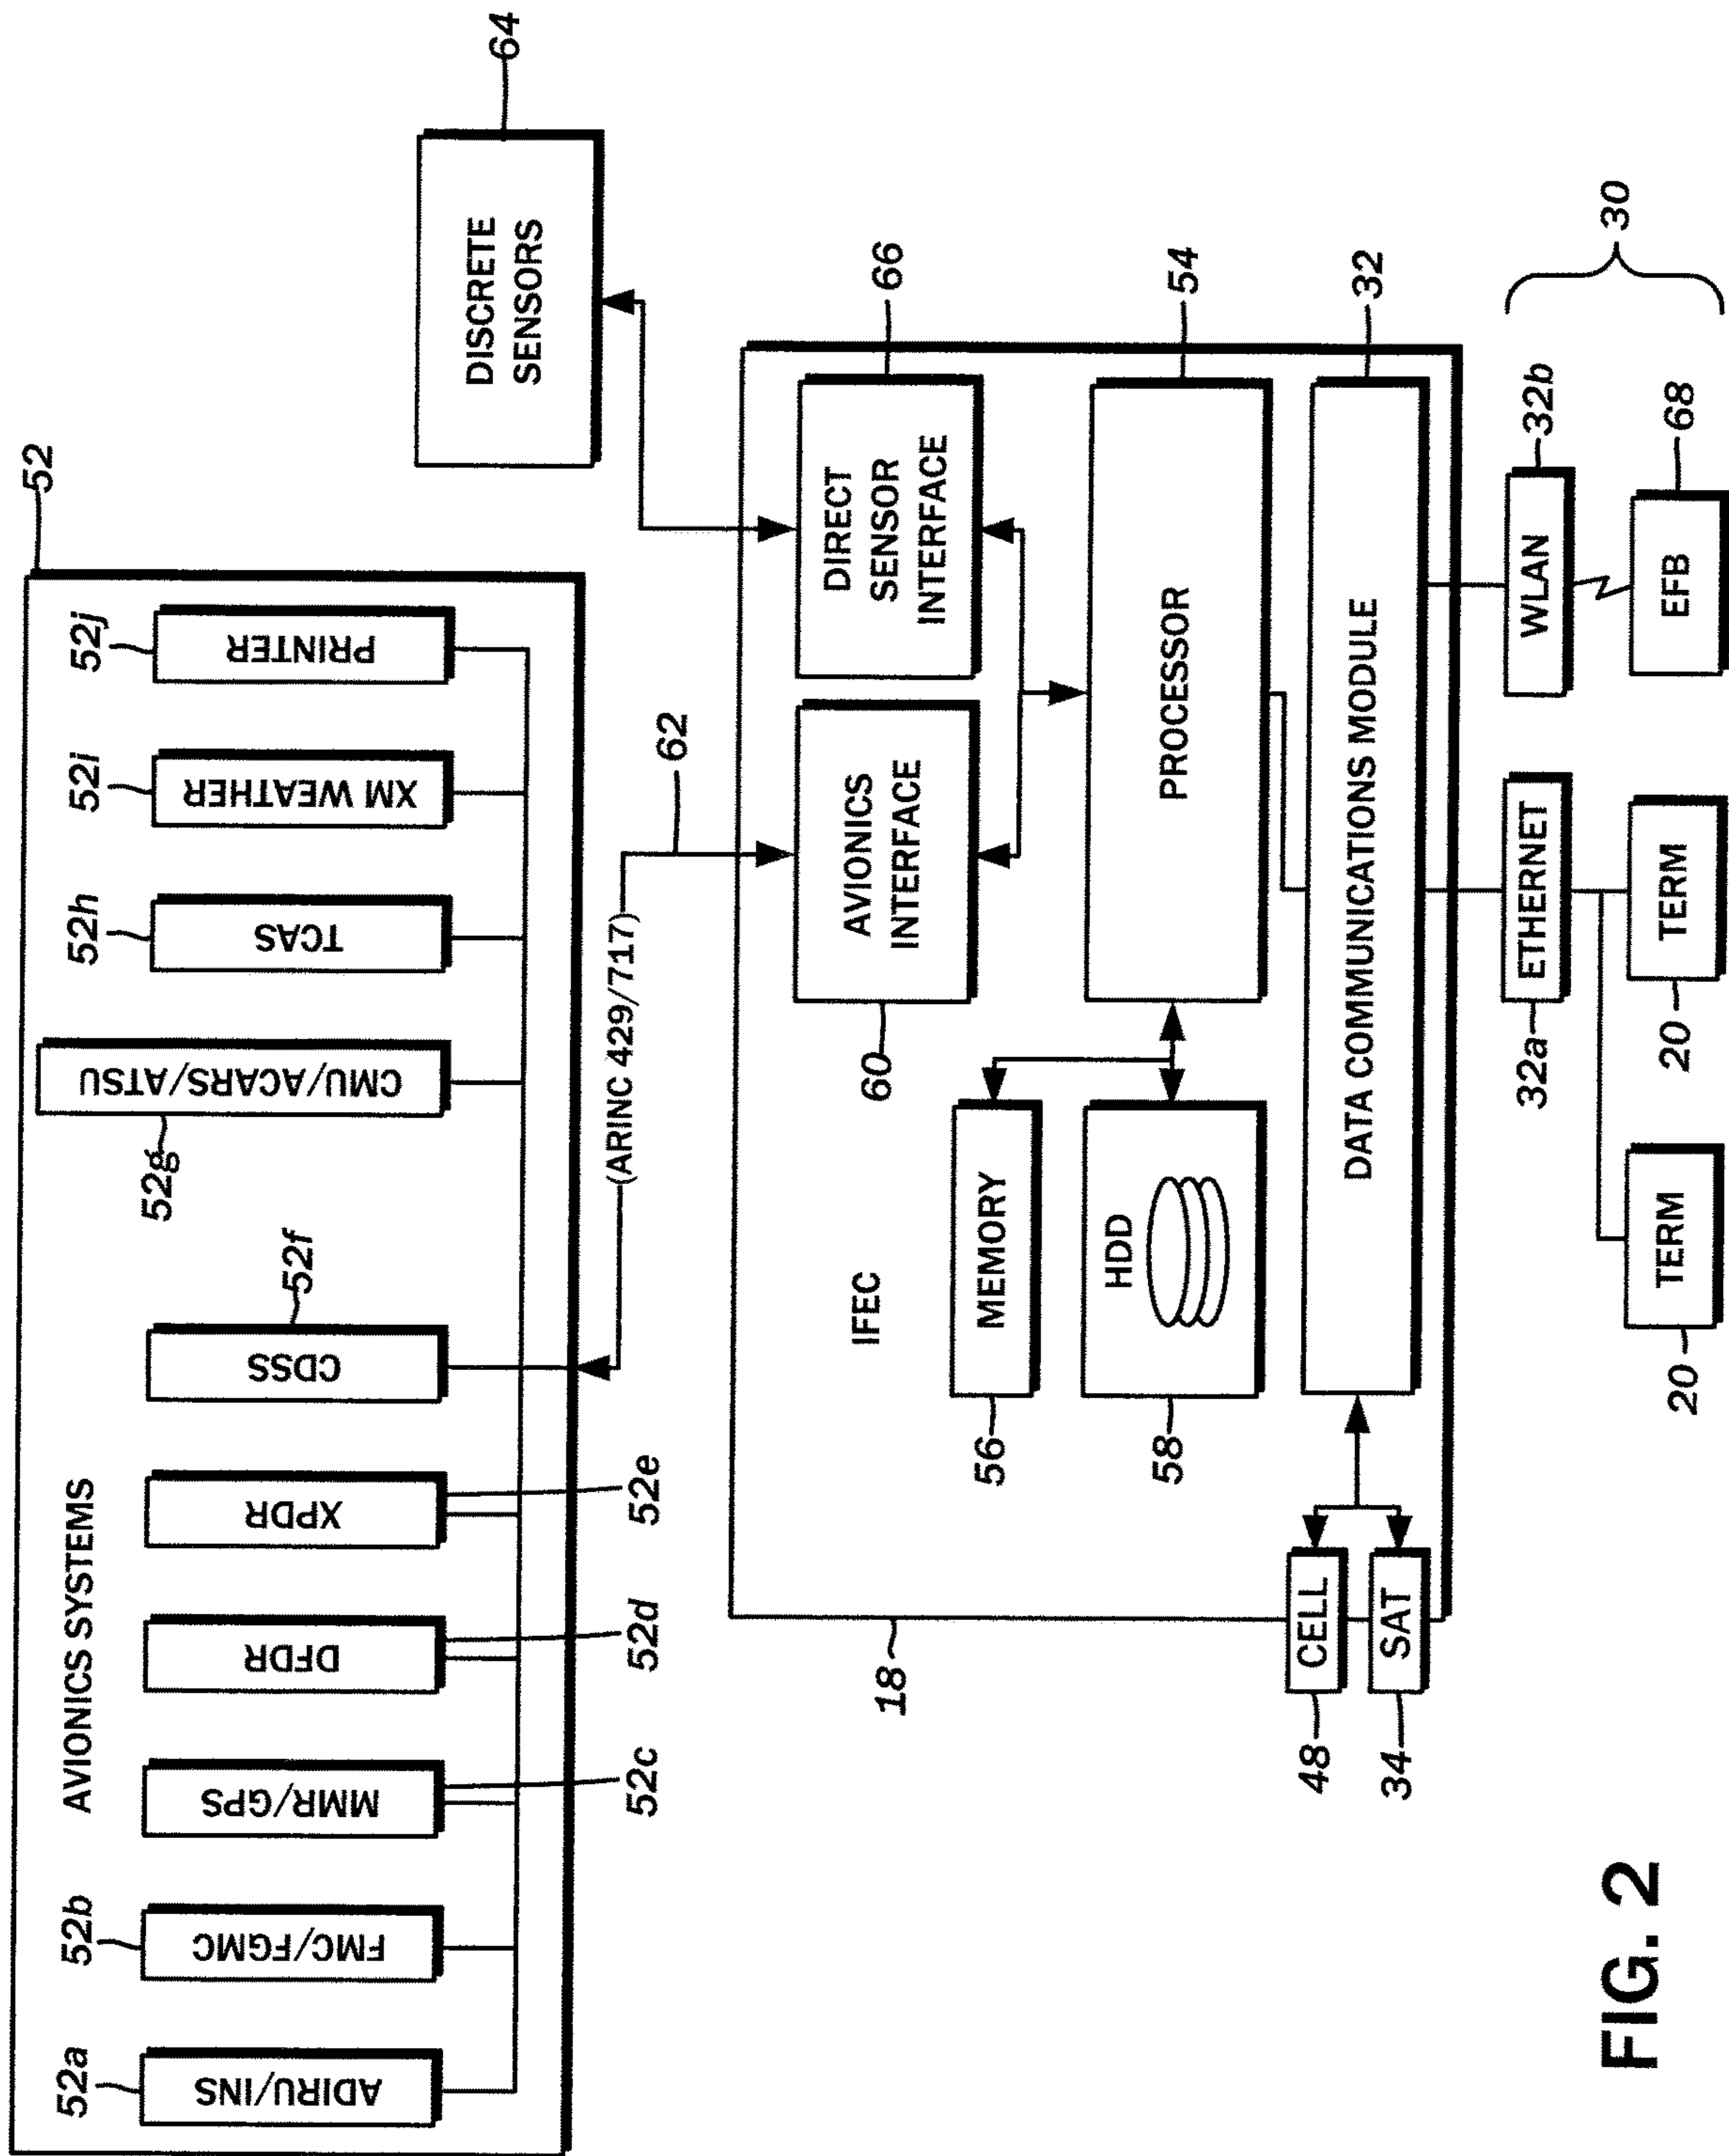 52
AVIONICS SYSTEMS
52a
ADIRU/INS
52b
FMC/FGMC
MMR/GPS
52c
DFDR
52d
XPDR
52e
CDSS
52f
CMU/ACARS/ATSU
52g
TCAS
52h
XM WEATHER
52i
PRINTER
52j
(ARINC 429/717)
62
DISCRETE
SENSORS
64
18
IFEC
AVIONICS
INTERFACE
60
DIRECT
SENSOR
INTERFACE
66
MEMORY
56
HDD
58
PROCESSOR
54
DATA COMMUNICATIONS MODULE
32
CELL
48
SAT
34
ETHERNET
32a
WLAN
32b
30
TERM
20
TERM
20
EFB
68
FIG. 2